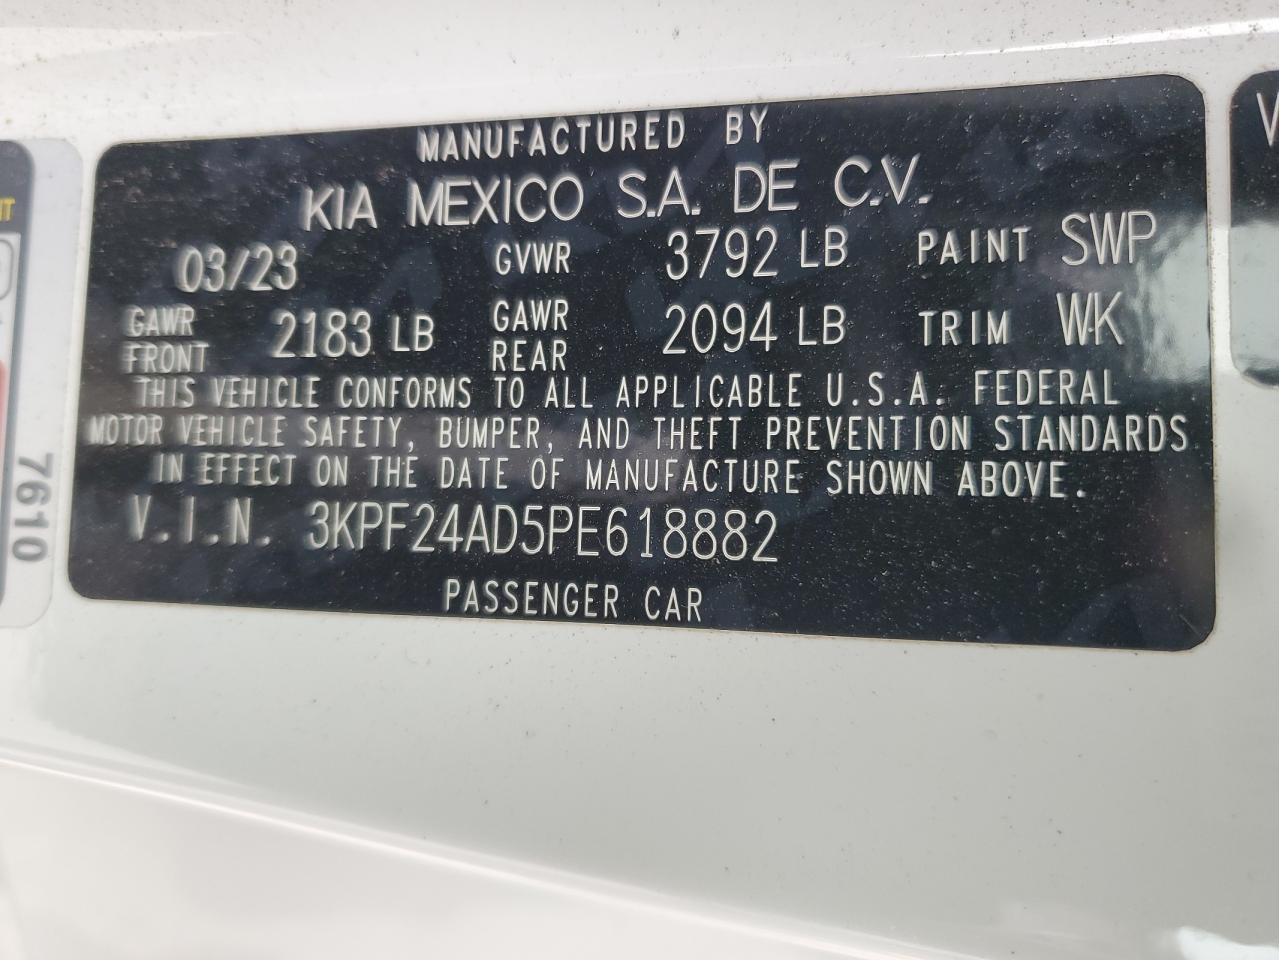 MANUFACTURED BY
KIA MEXICO S.A. DE C.V.
03/23 GVWR 3792 LB PAINT SWP
GAWR FRONT 2183 LB GAWR REAR 2094 LB TRIM WK
THIS VEHICLE CONFORMS TO ALL APPLICABLE U.S.A. FEDERAL
MOTOR VEHICLE SAFETY, BUMPER, AND THEFT PREVENTION STANDARDS
IN EFFECT ON THE DATE OF MANUFACTURE SHOWN ABOVE.
V.I.N. 3KPF24AD5PE618882
PASSENGER CAR
7610